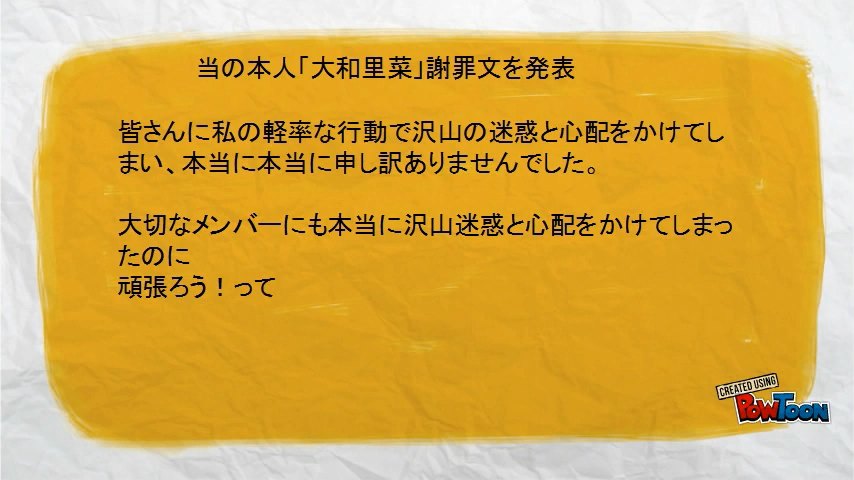 当の本人「大和里菜」謝罪文を発表
皆さんに私の軽率な行動で沢山の迷惑と心配をかけてし
まい、本当に本当に申し訳ありませんでした。
大切なメンバーにも本当に沢山迷惑と心配をかけてしまっ
たのに
頑張ろう！って
CREATED USING
POWTOON